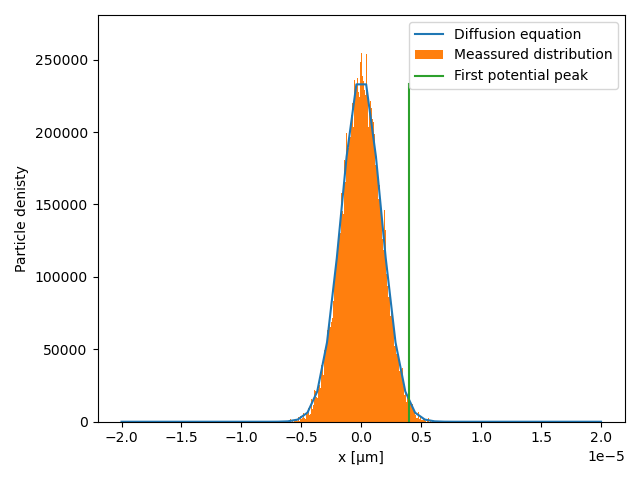 Diffusion equation
Meassured distribution
First potential peak
250000
200000
150000
100000
50000
0
Particle denisty
−2.0 −1.5 −1.0 −0.5 0.0 0.5 1.0 1.5 2.0
1e−5
x [μm]